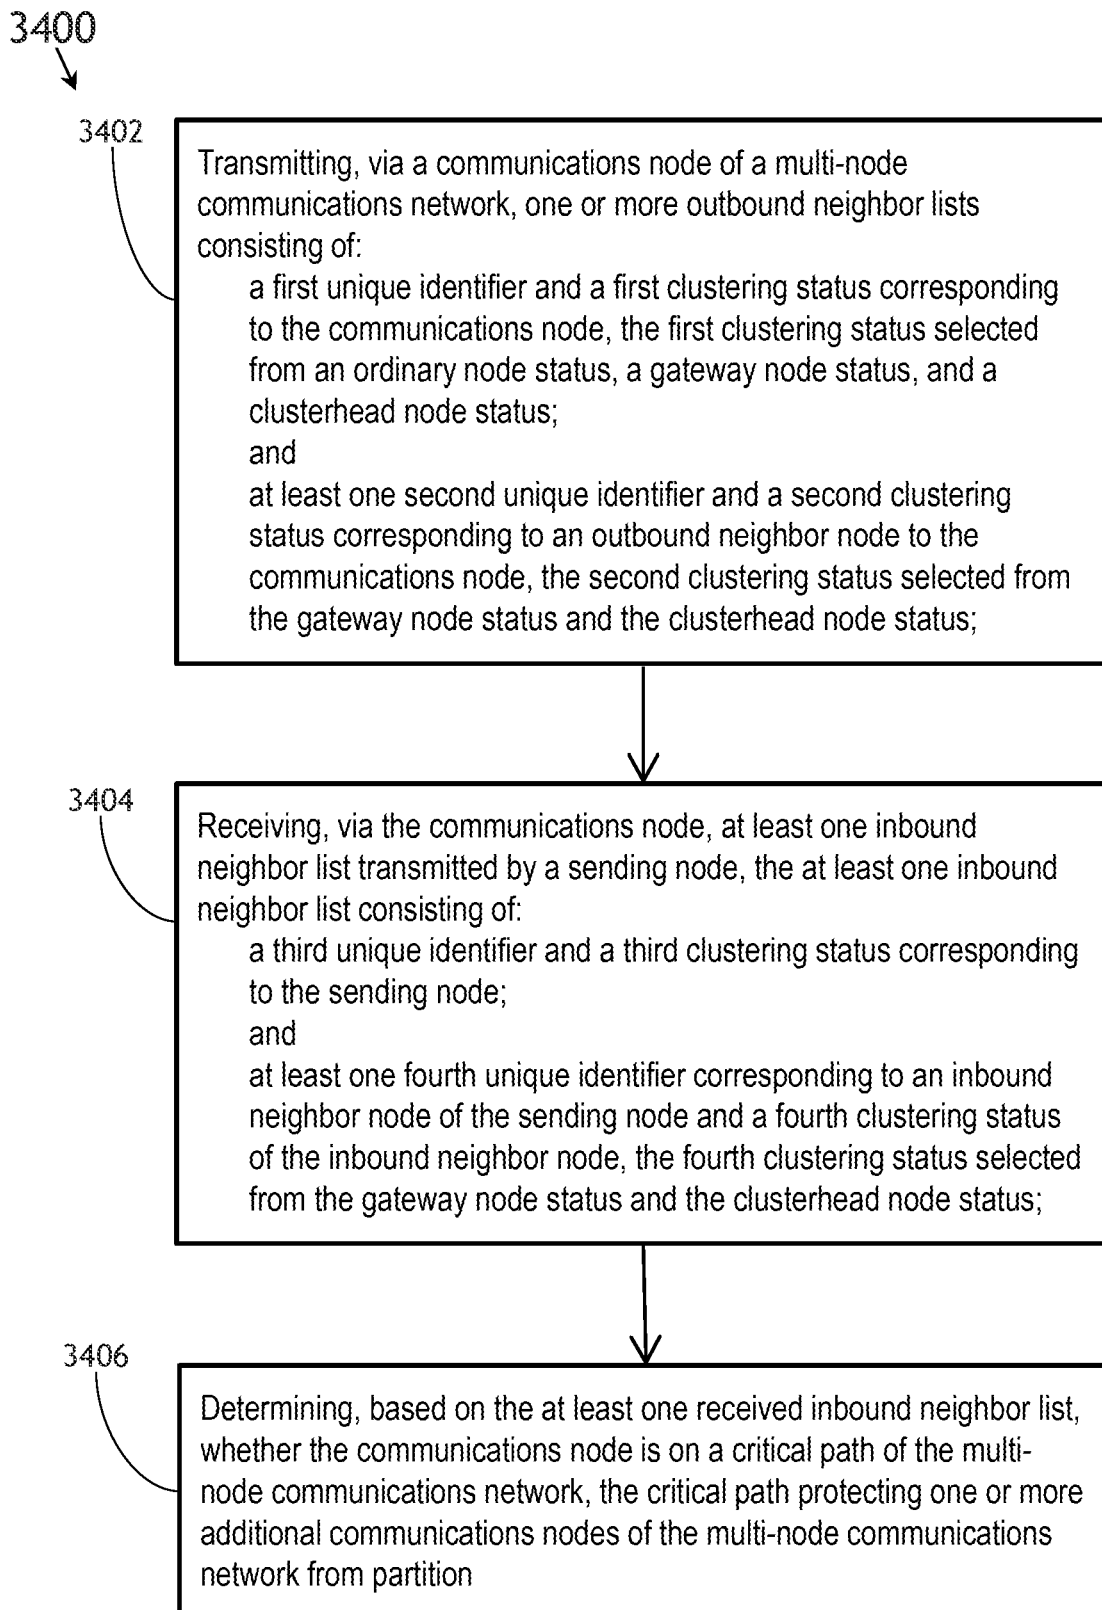 3400
3402
Transmitting, via a communications node of a multi-node
communications network, one or more outbound neighbor lists
consisting of:
a first unique identifier and a first clustering status corresponding
to the communications node, the first clustering status selected
from an ordinary node status, a gateway node status, and a
clusterhead node status;
and
at least one second unique identifier and a second clustering
status corresponding to an outbound neighbor node to the
communications node, the second clustering status selected from
the gateway node status and the clusterhead node status;
3404
Receiving, via the communications node, at least one inbound
neighbor list transmitted by a sending node, the at least one inbound
neighbor list consisting of:
a third unique identifier and a third clustering status corresponding
to the sending node;
and
at least one fourth unique identifier corresponding to an inbound
neighbor node of the sending node and a fourth clustering status
of the inbound neighbor node, the fourth clustering status selected
from the gateway node status and the clusterhead node status;
3406
Determining, based on the at least one received inbound neighbor list,
whether the communications node is on a critical path of the multi-
node communications network, the critical path protecting one or more
additional communications nodes of the multi-node communications
network from partition